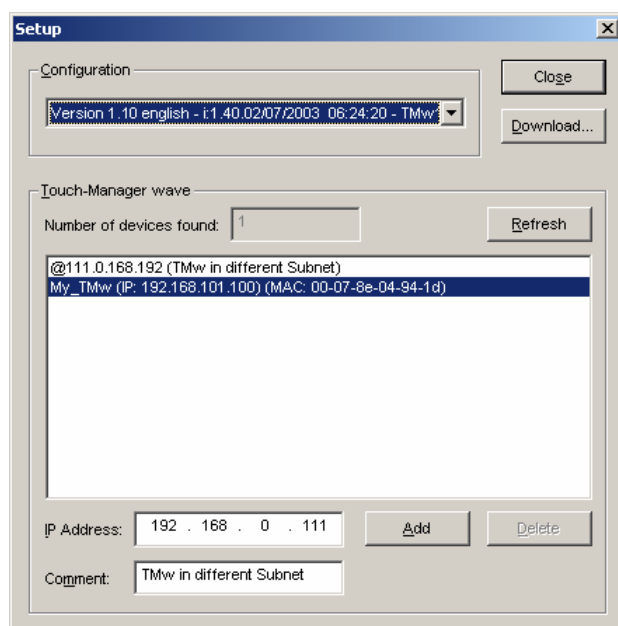 Setup
Configuration
Close
Version 1.10 english - i:1.40.02/07/2003 06:24:20 - TMw
Download...
Touch-Manager wave
Number of devices found: 1
Refresh
@111.0.168.192 (TMw in different Subnet)
My_TMw (IP: 192.168.101.100) (MAC: 00-07-8e-04-94-1d)
IP Address: 192 . 168 . 0 . 111
Add
Delete
Comment: TMw in different Subnet